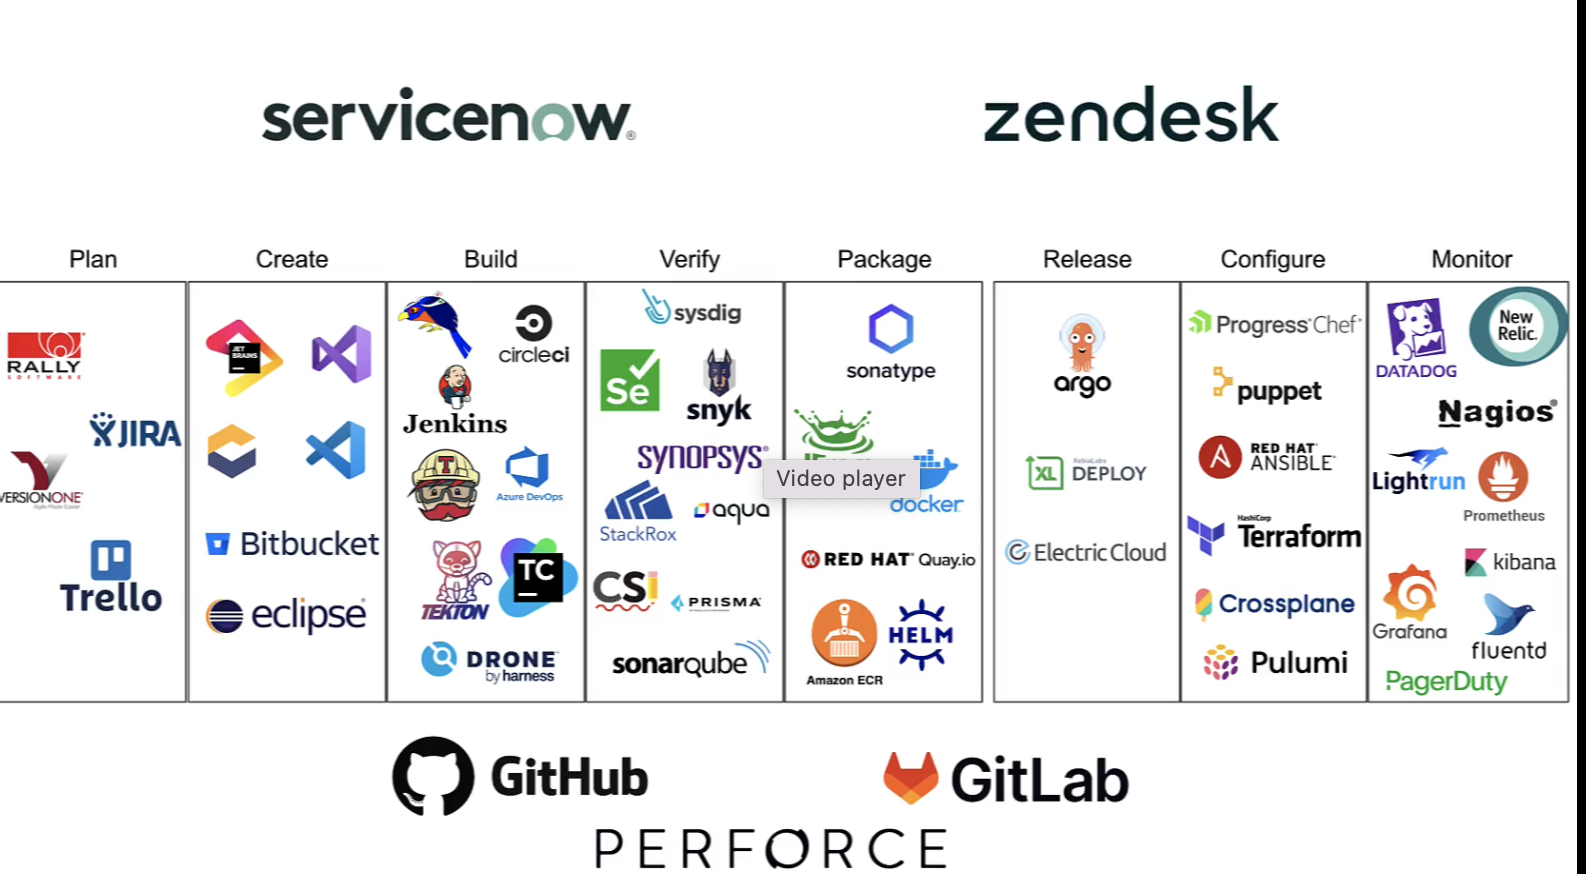 servicenow®
zendesk
Plan
Create
Build
Verify
Package
Release
Configure
Monitor
RALLY
SOFTWARE
JIRA
VERSIONONE
Agile Made Easier
Trello
JET
BRAINS
Bitbucket
eclipse
circleci
Jenkins
T
Azure DevOps
TEKTON
TC
DRONE
by harness
sysdig
Se
snyk
SYNOPSYS®
StackRox
aqua
CSi
PRISMA
sonarqube
sonatype
Video player
docker
RED HAT® Quay.io
Amazon ECR
HELM
argo
XL
XebiaLabs
DEPLOY
Electric Cloud
Progress® Chef™
puppet
A
RED HAT®
ANSIBLE
HashiCorp
Terraform
Crossplane
Pulumi
DATADOG
New
Relic.
Nagios®
Lightrun
Prometheus
kibana
Grafana
fluentd
PagerDuty
GitHub
GitLab
PERFORCE